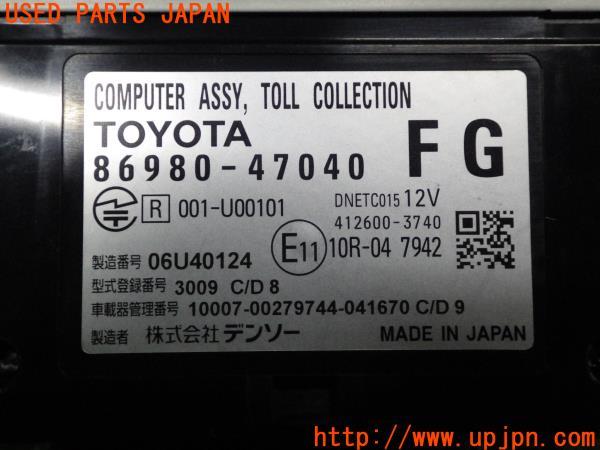 USED PARTS JAPAN
COMPUTER ASSY, TOLL COLLECTION
TOYOTA
86980-47040 FG
R 001-U00101
DNETC015 12V
412600-3740
E11 10R-04 7942
製造番号 06U40124
型式登録番号 3009 C/D 8
車載器管理番号 10007-00279744-041670 C/D 9
製造者 株式会社デンソー MADE IN JAPAN
http://www.upjpn.com